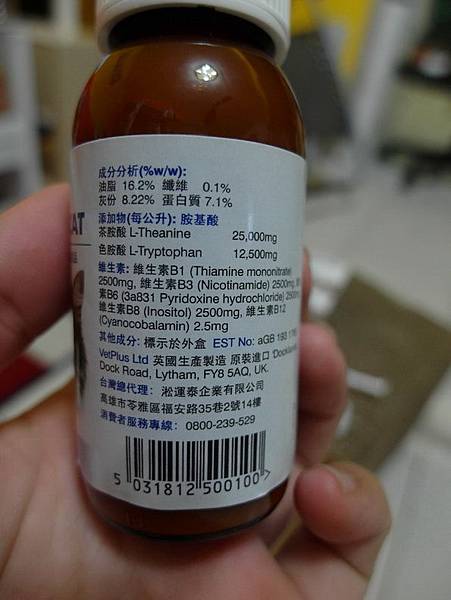 AT
成分分析(%w/w):
油脂 16.2% 纖維 0.1%
灰份 8.22% 蛋白質 7.1%
添加物(每公升): 胺基酸
茶胺酸 L-Theanine 25,000mg
色胺酸 L-Tryptophan 12,500mg
維生素: 維生素B1 (Thiamine mononitrate)
2500mg, 維生素B3 (Nicotinamide) 2500mg,
素B6 (3a831 Pyridoxine hydrochloride) 2500m
維生素B8 (Inositol) 2500mg, 維生素B12
(Cyanocobalamin) 2.5mg
其他成分: 標示於外盒 EST No: aGB 193
VetPlus Ltd 英國生產製造 原裝進口 'Dockland
Dock Road, Lytham, FY8 5AQ, UK.
台灣總代理: 淞運泰企業有限公司
高雄市苓雅區福安路35巷2號14樓
消費者服務專線: 0800-239-529
5 031812 500100 >